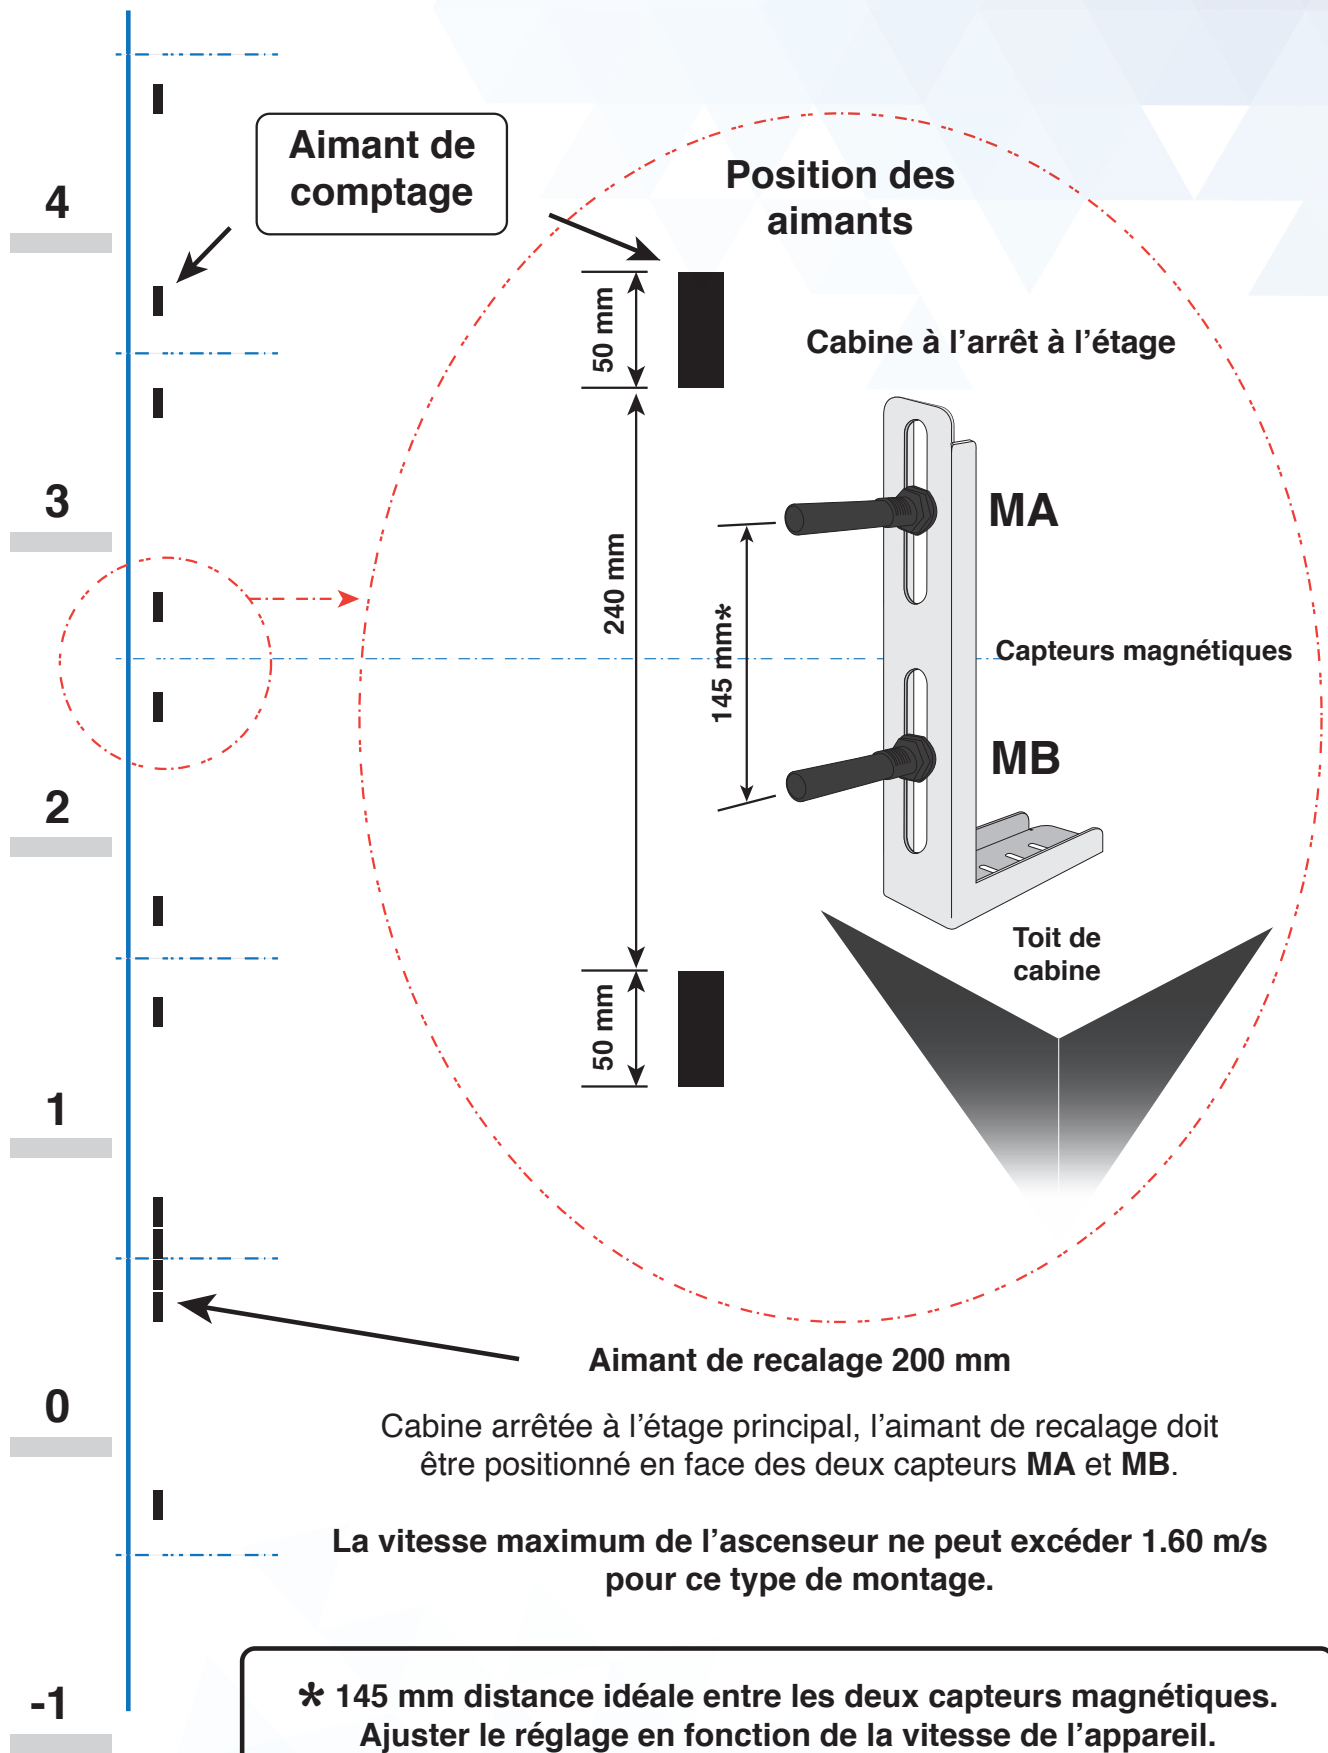 Aimant de
comptage
Position des
aimants
4
50 mm
Cabine à l’arrêt à l’étage
3
MA
240 mm
145 mm*
Capteurs magnétiques
MB
2
Toit de
cabine
50 mm
1
Aimant de recalage 200 mm
0
Cabine arrêtée à l’étage principal, l’aimant de recalage doit
être positionné en face des deux capteurs MA et MB.
La vitesse maximum de l’ascenseur ne peut excéder 1.60 m/s
pour ce type de montage.
-1
* 145 mm distance idéale entre les deux capteurs magnétiques.
Ajuster le réglage en fonction de la vitesse de l’appareil.